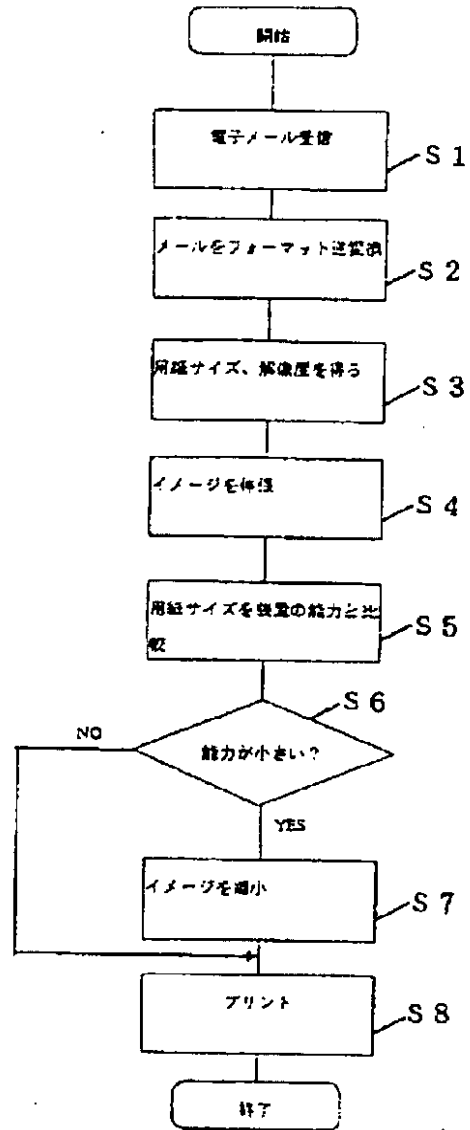 開始
電子メール受信
S 1
メールをフォーマット逆変換
S 2
用紙サイズ、解像度を得る
S 3
イメージを伸張
S 4
用紙サイズを装置の能力と比
較
S 5
S 6
能力が小さい？
NO
YES
イメージを縮小
S 7
プリント
S 8
終了